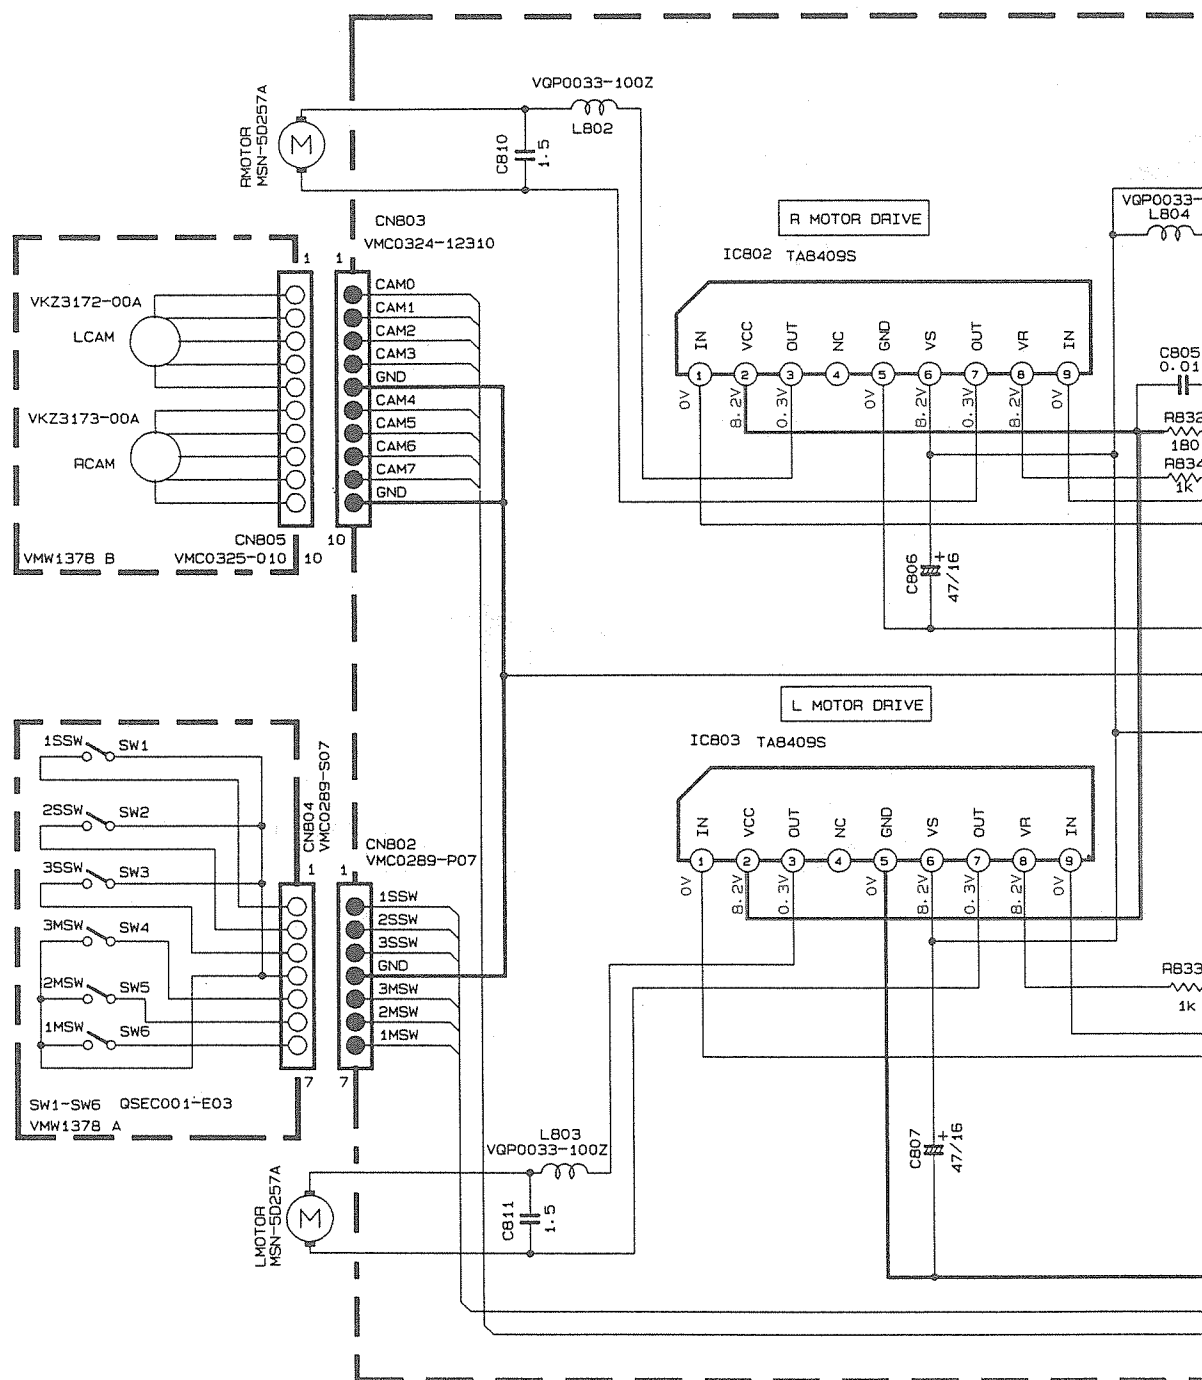 VQP0033-100Z
L802
RMOTOR
MSN-5D257A
M
C810
1.5
CN803
VMC0324-12310
R MOTOR DRIVE
VQP0033-
L804
IC802 TA8409S
1
1
VKZ3172-00A
LCAM
VKZ3173-00A
RCAM
CAM0
CAM1
CAM2
CAM3
GND
CAM4
CAM5
CAM6
CAM7
GND
IN
VCC
OUT
NC
GND
VS
OUT
VR
IN
1
2
3
4
5
6
7
8
9
0V
8.2V
0.3V
0V
8.2V
0.3V
8.2V
0V
C805
0.01
R832
180
R834
1k
CN805
VMC0325-010
10
10
VMW1378 B
C806
+
47/16
L MOTOR DRIVE
IC803 TA8409S
1SSW
SW1
2SSW
SW2
3SSW
SW3
3MSW
SW4
2MSW
SW5
1MSW
SW6
CN804
VMC0289-S07
CN802
VMC0289-P07
1
1
1SSW
2SSW
3SSW
GND
3MSW
2MSW
1MSW
7
7
IN
VCC
OUT
NC
GND
VS
OUT
VR
IN
1
2
3
4
5
6
7
8
9
0V
8.2V
0.3V
0V
8.2V
0.3V
8.2V
0V
R833
1k
SW1-SW6 QSEC001-E03
VMW1378 A
L803
VQP0033-100Z
LMOTOR
MSN-5D257A
M
C811
1.5
C807
+
47/16